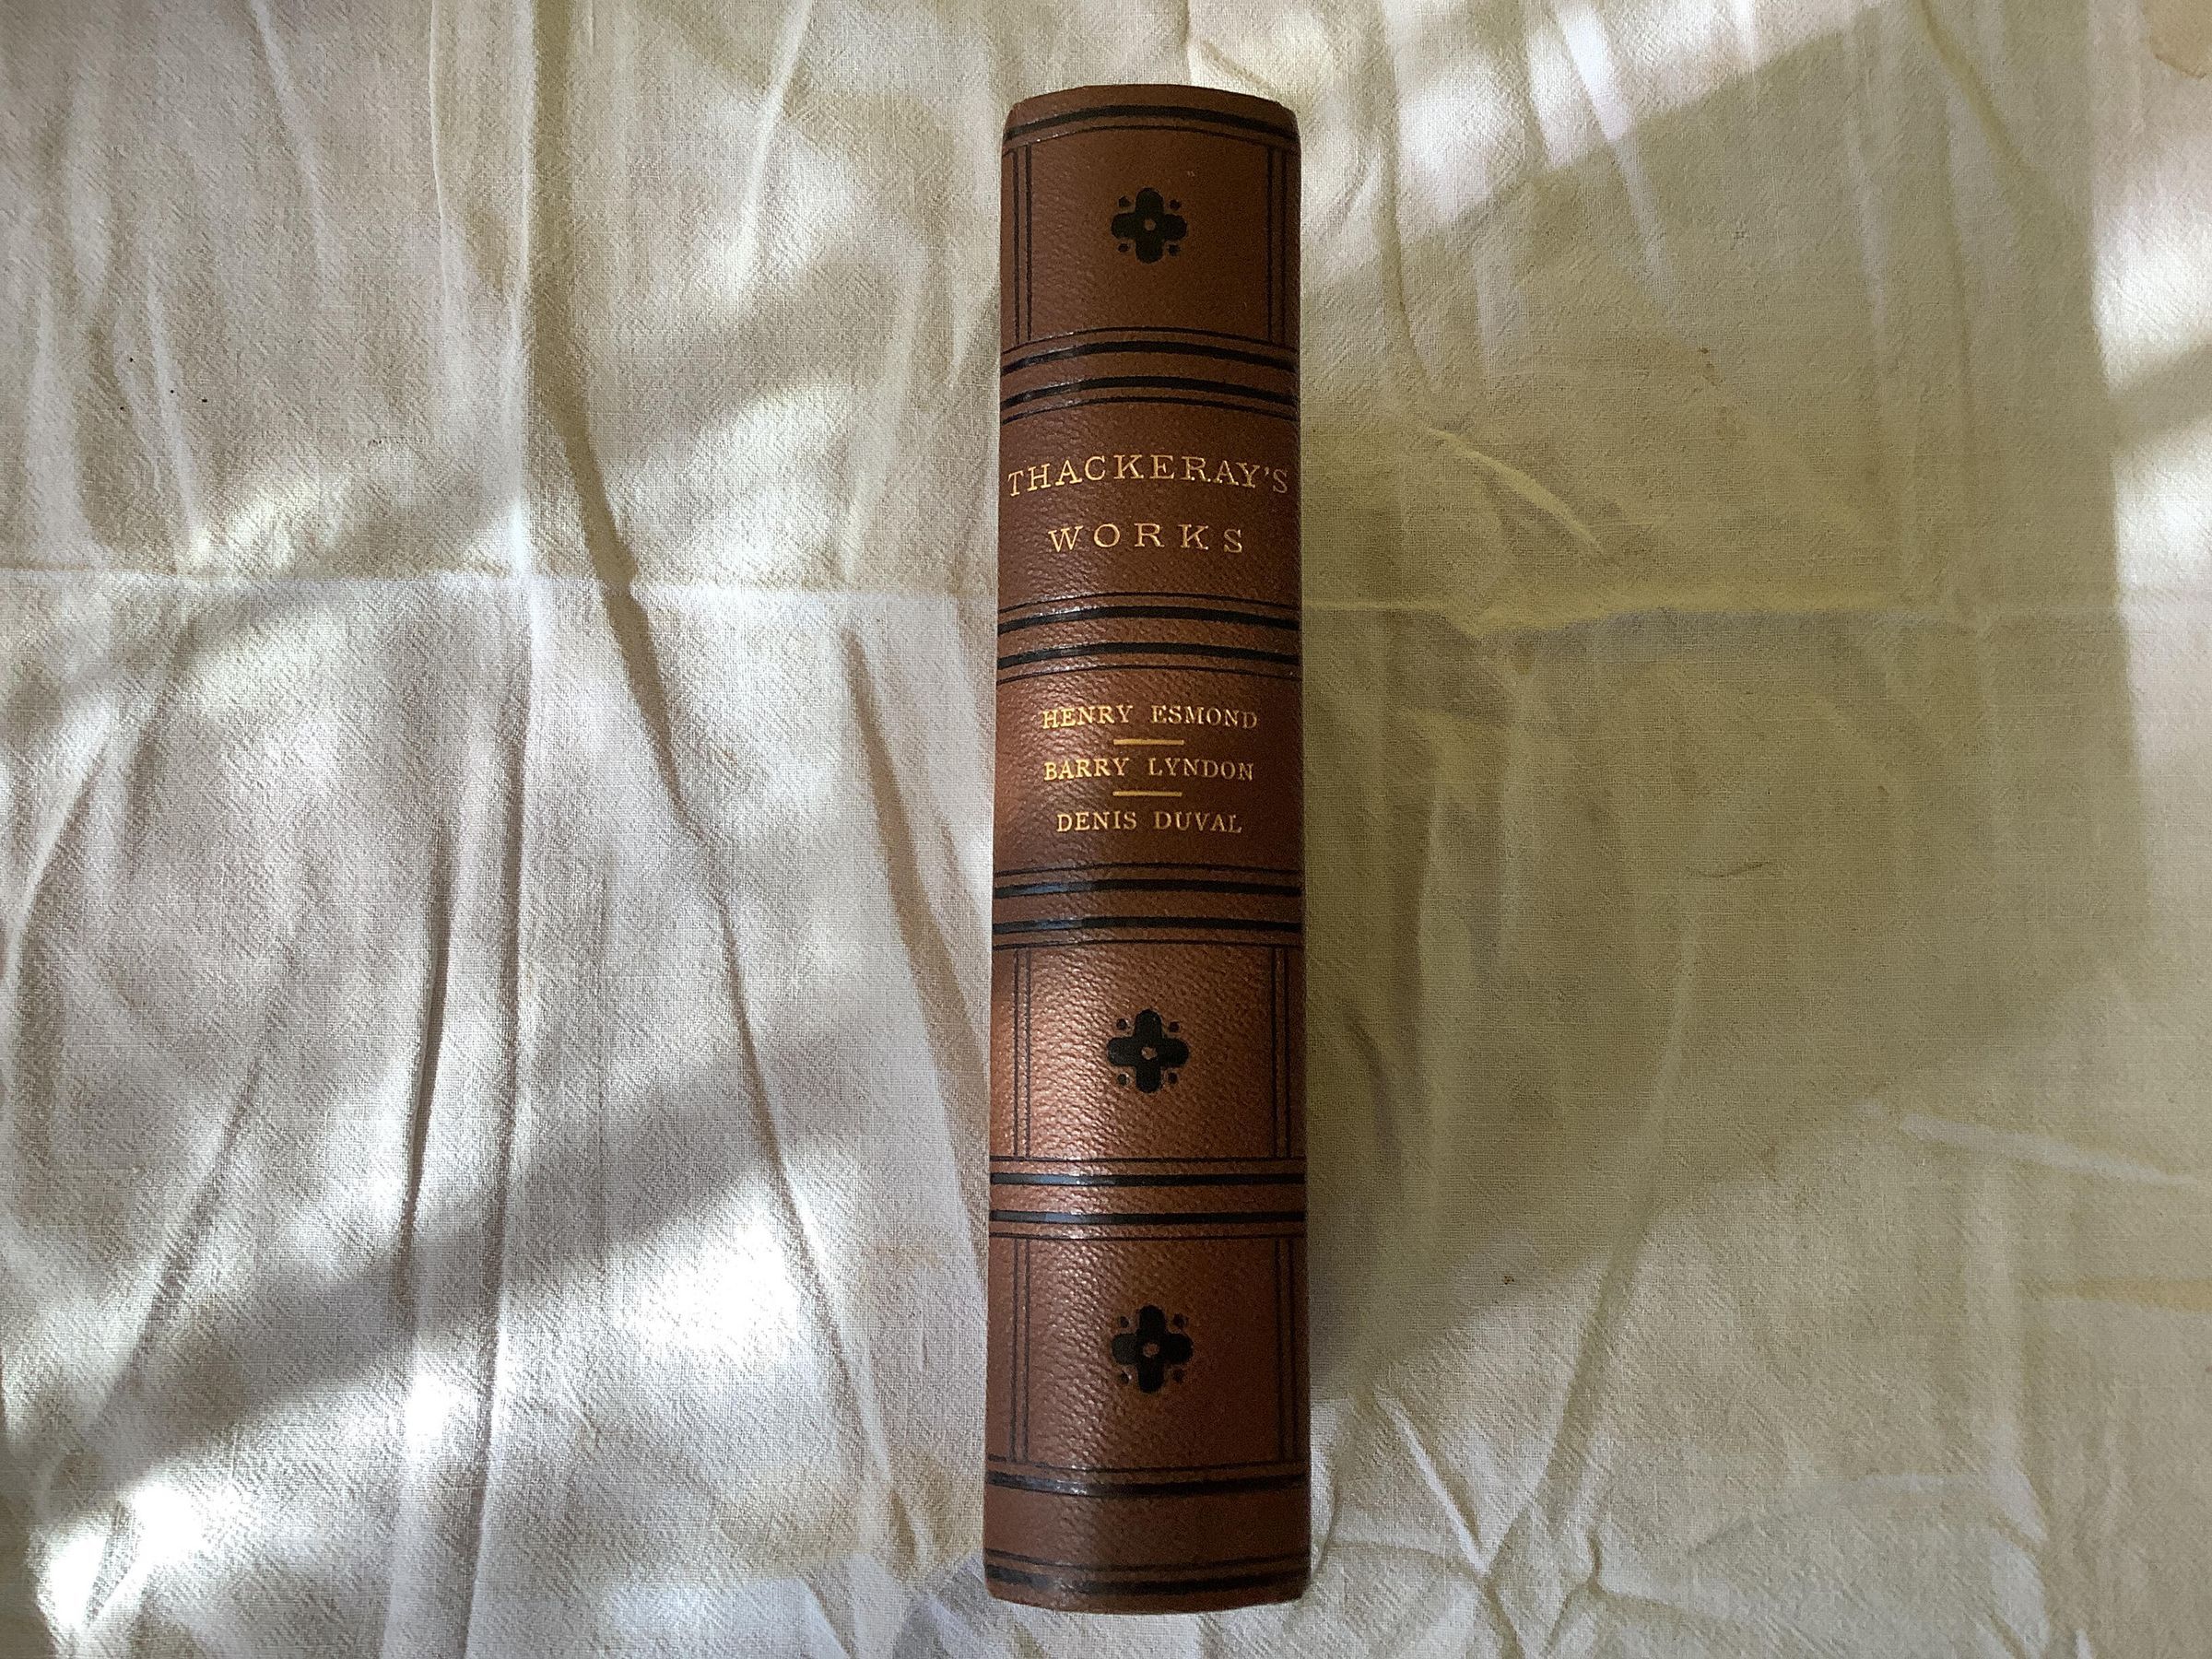 THACKERAY'S
WORKS
HENRY ESMOND
BARRY LYNDON
DENIS DUVAL